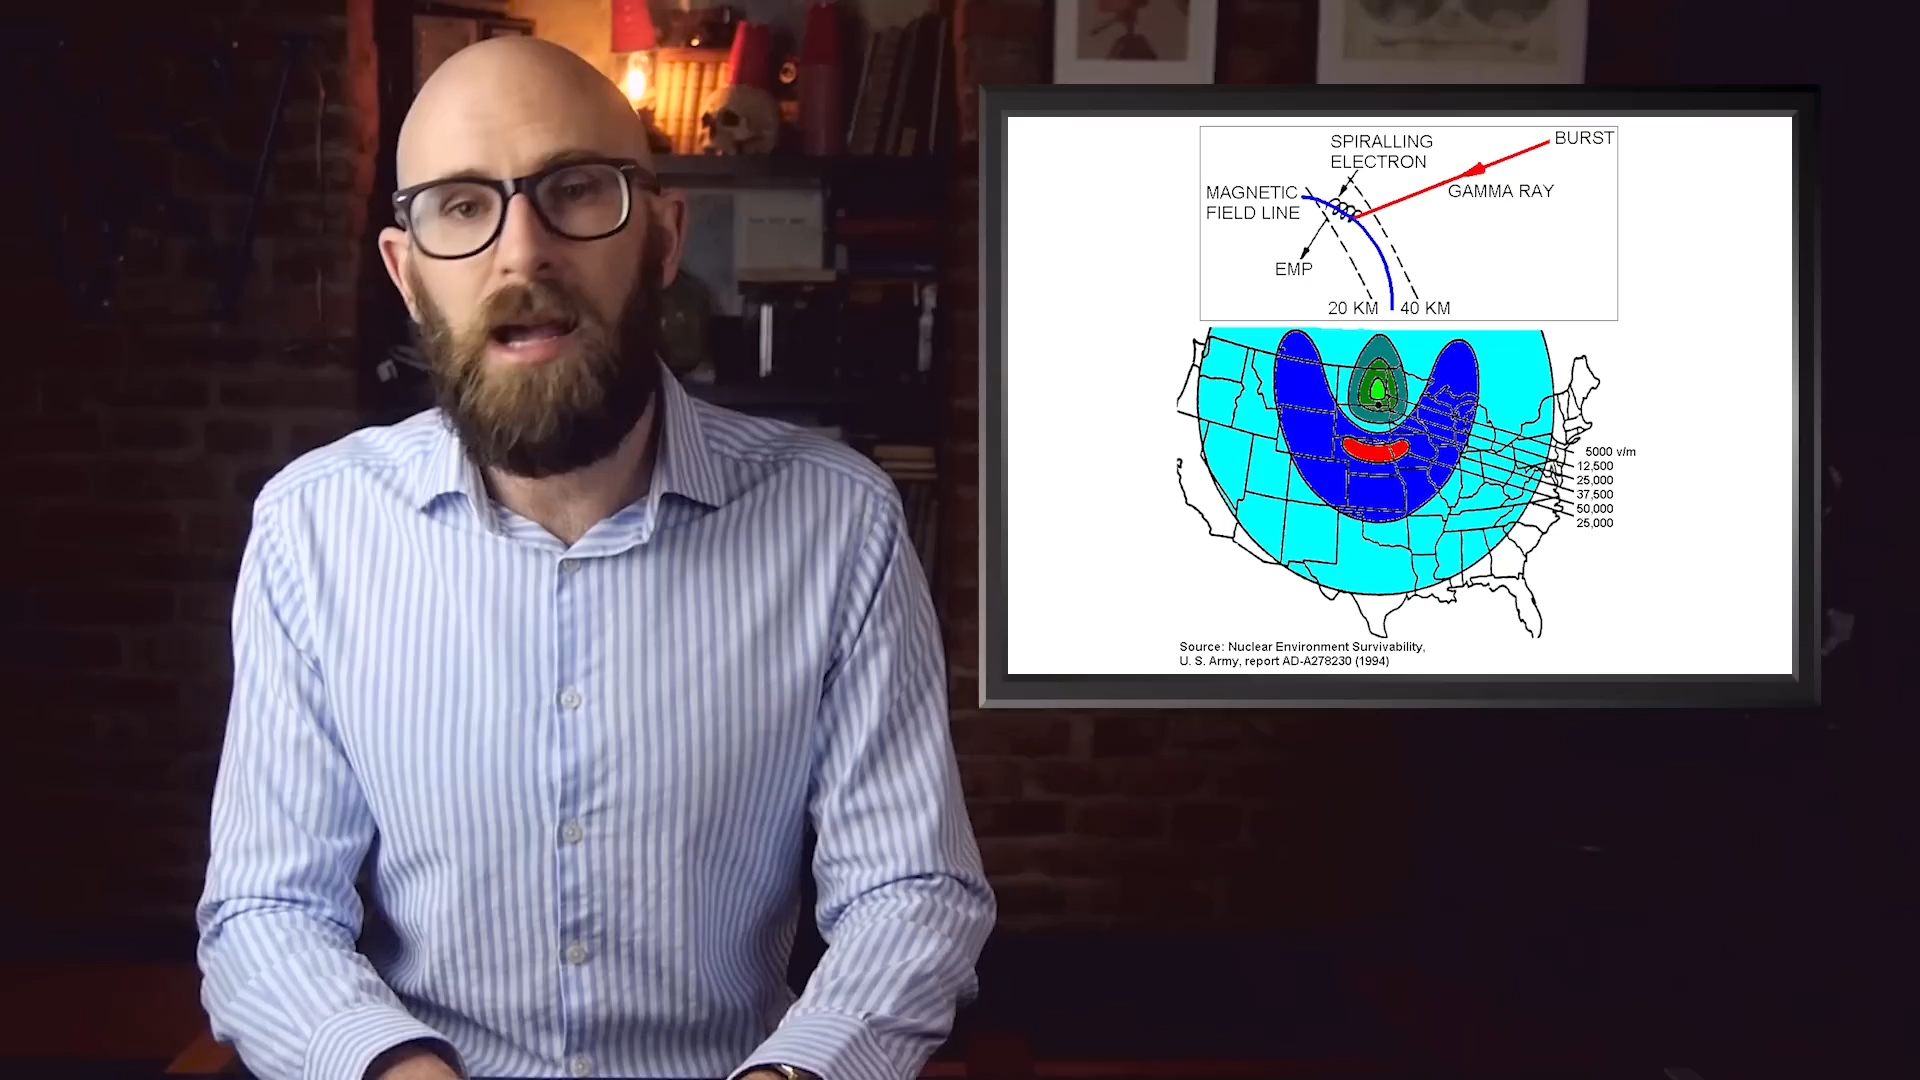 SPIRALLING
ELECTRON
BURST
GAMMA RAY
MAGNETIC
FIELD LINE
EMP
20 KM
40 KM
5000 v/m
12,500
25,000
37,500
50,000
25,000
Source: Nuclear Environment Survivability,
U. S. Army, report AD-A278230 (1994)